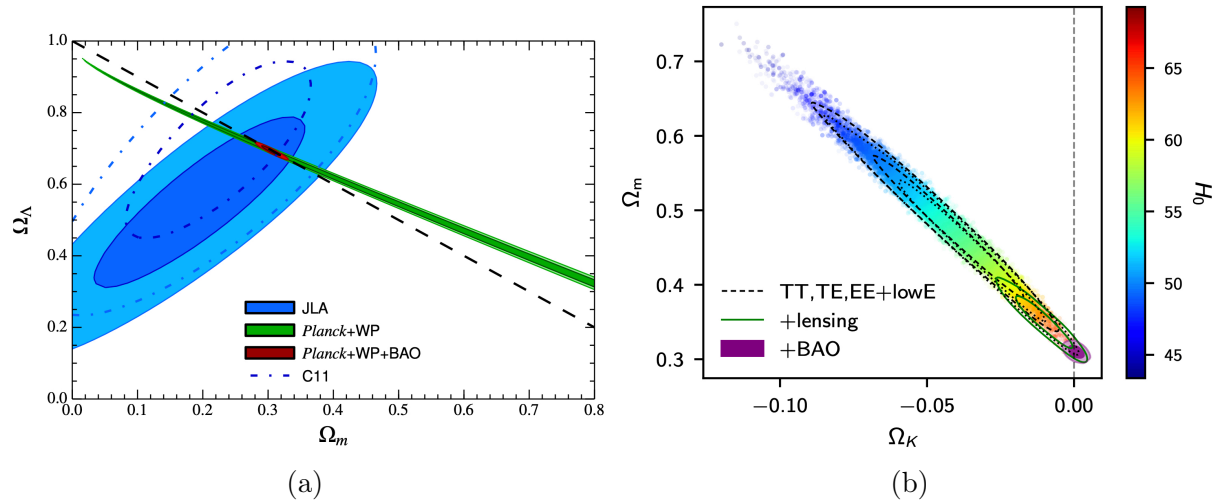 1.0
0.8
0.6
0.4
0.2
0.0
0.0 0.1 0.2 0.3 0.4 0.5 0.6 0.7 0.8
Ω_Λ
Ω_m
JLA
Planck+WP
Planck+WP+BAO
C11
(a)
0.7
0.6
0.5
0.4
0.3
−0.10 −0.05 0.00
Ω_m
Ω_K
TT,TE,EE+lowE
+lensing
+BAO
65
60
55
50
45
H_0
(b)